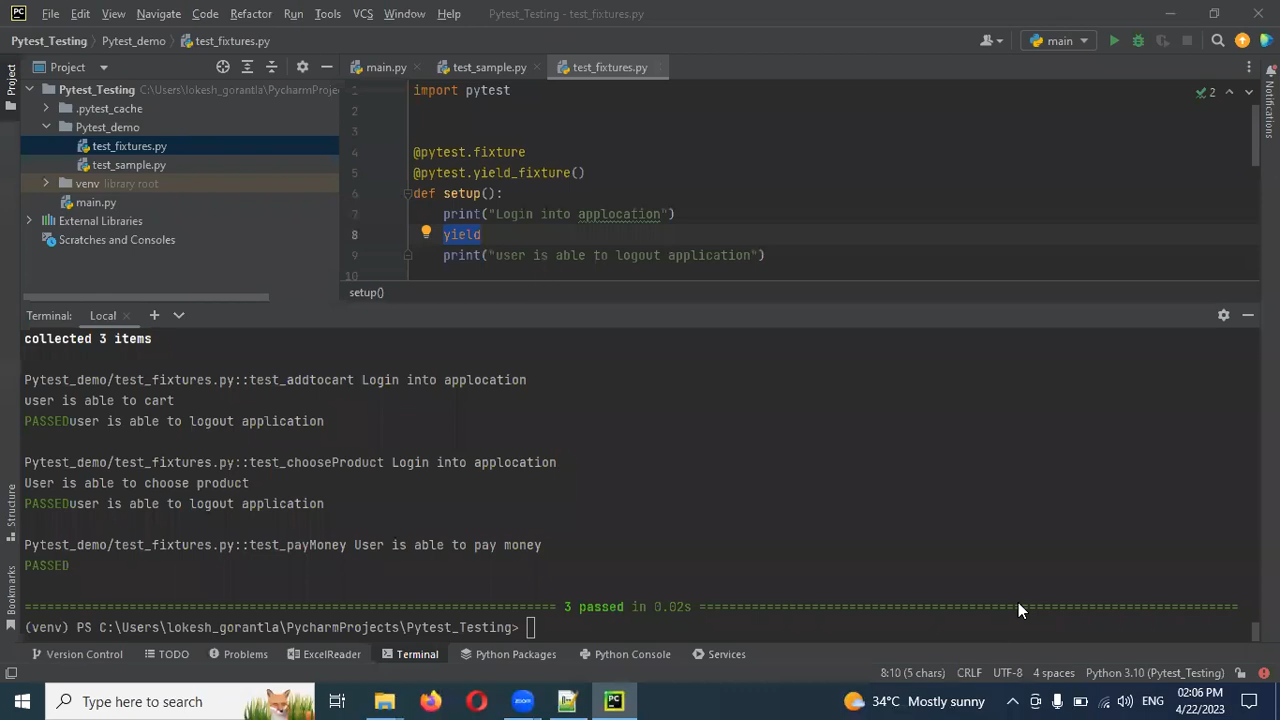 PC File Edit View Navigate Code Refactor Run Tools VCS Window Help Pytest_Testing - test_fixtures.py
Pytest_Testing Pytest_demo test_fixtures.py main
Project main.py test_sample.py test_fixtures.py
Project
Pytest_Testing C:\Users\lokesh_gorantla\PycharmProjec
.pytest_cache
Pytest_demo
test_fixtures.py
test_sample.py
venv library root
main.py
External Libraries
Scratches and Consoles
1 import pytest
2
3
4 @pytest.fixture
5 @pytest.yield_fixture()
6 def setup():
7 print("Login into applocation")
8 yield
9 print("user is able to logout application")
10
2
setup()
Notifications
Terminal: Local
collected 3 items
Pytest_demo/test_fixtures.py::test_addtocart Login into applocation
user is able to cart
PASSEDuser is able to logout application
Pytest_demo/test_fixtures.py::test_chooseProduct Login into applocation
User is able to choose product
PASSEDuser is able to logout application
Pytest_demo/test_fixtures.py::test_payMoney User is able to pay money
PASSED
============================ 3 passed in 0.02s ============================
(venv) PS C:\Users\lokesh_gorantla\PycharmProjects\Pytest_Testing>
Structure
Bookmarks
Version Control TODO Problems ExcelReader Terminal Python Packages Python Console Services
8:10 (5 chars) CRLF UTF-8 4 spaces Python 3.10 (Pytest_Testing)
Type here to search zoom PC 34°C Mostly sunny ENG 02:06 PM
4/22/2023